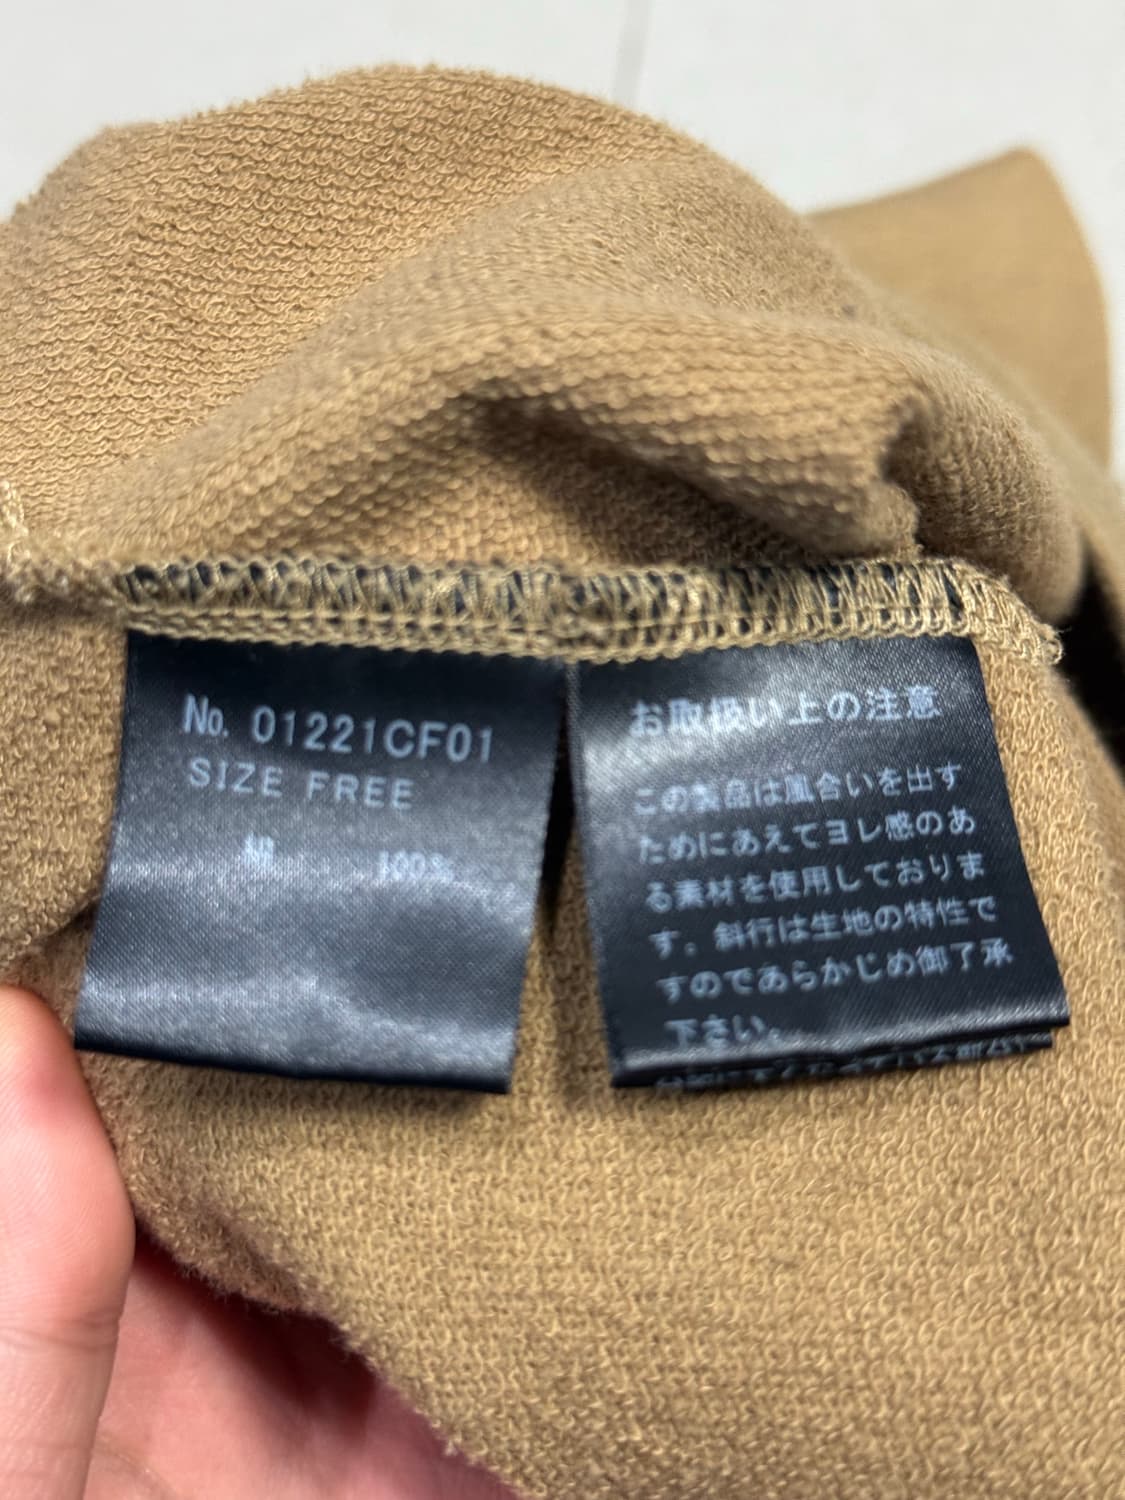 No. 01221CF01
SIZE FREE
綿 100%
お取扱い上の注意
この製品は風合いを出す
ためにあえてヨレ感のあ
る素材を使用しておりま
す。斜行は生地の特性で
すのであらかじめ御了承
下さい。